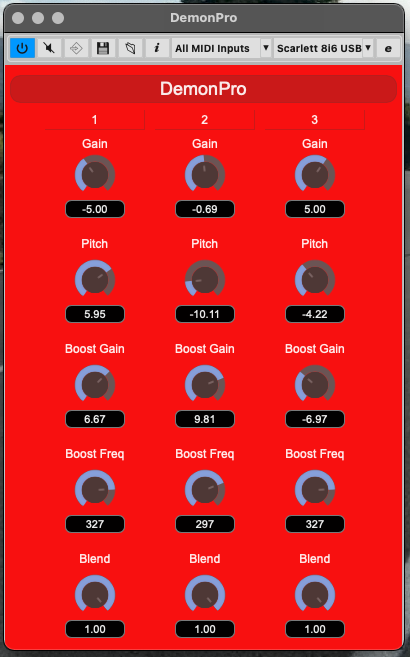 DemonPro
i All MIDI Inputs Scarlett 8i6 USB e
DemonPro
1 2 3
Gain Gain Gain
-5.00 -0.69 5.00
Pitch Pitch Pitch
5.95 -10.11 -4.22
Boost Gain Boost Gain Boost Gain
6.67 9.81 -6.97
Boost Freq Boost Freq Boost Freq
327 297 327
Blend Blend Blend
1.00 1.00 1.00